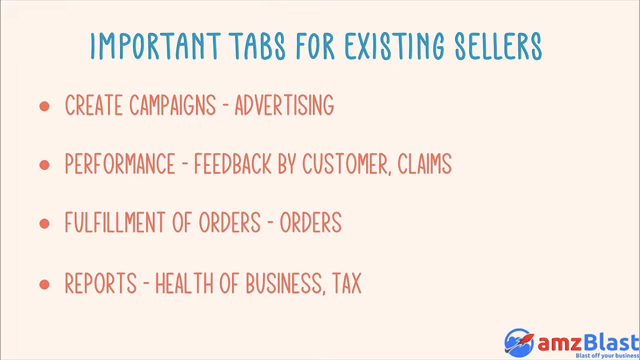 IMPORTANT TABS FOR EXISTING SELLERS
• CREATE CAMPAIGNS - ADVERTISING
• PERFORMANCE - FEEDBACK BY CUSTOMER, CLAIMS
• FULFILLMENT OF ORDERS - ORDERS
• REPORTS - HEALTH OF BUSINESS, TAX
amzBlast
Blast off your business